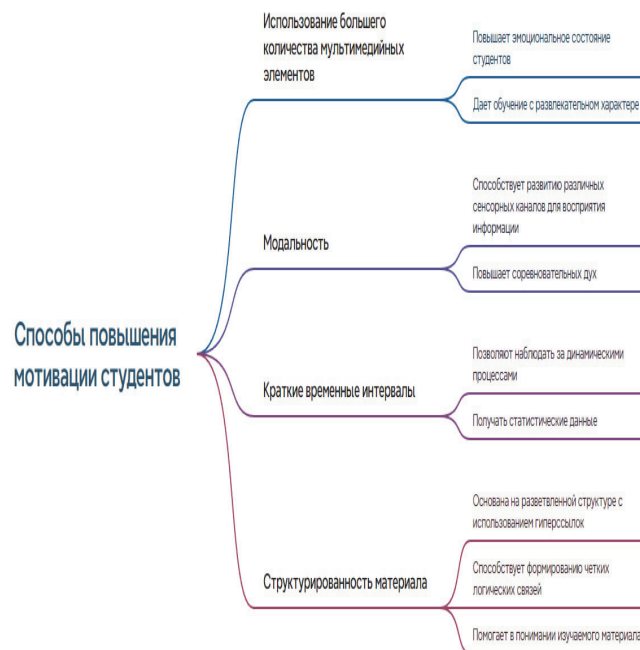 Способы повышения
мотивации студентов
Использование большего
количества мультимедийных
элементов
Повышает эмоциональное состояние
студентов
Дает обучение с развлекательном характере
Модальность
Способствует развитию различных
сенсорных каналов для восприятия
информации
Повышает соревновательных дух
Краткие временные интервалы
Позволяют наблюдать за динамическими
процессами
Получать статистические данные
Структурированность материала
Основана на разветвленной структуре с
использованием гиперссылок
Способствует формированию четких
логических связей
Помогает в понимании изучаемого материала